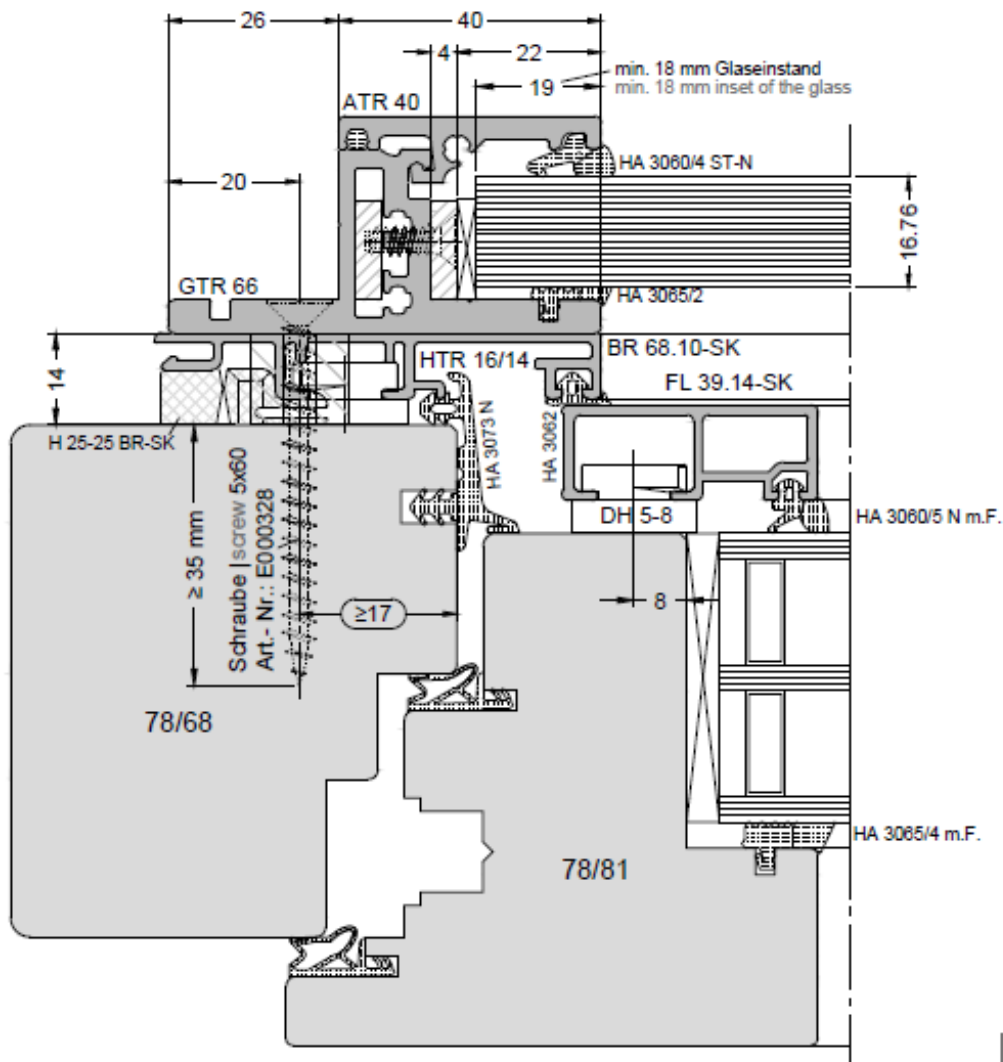 26
40
4
22
19
min. 18 mm Glaseinstand
min. 18 mm inset of the glass
ATR 40
HA 3060/4 ST-N
20
16.76
GTR 66
HA 3065/2
14
HTR 16/14
BR 68.10-SK
FL 39.14-SK
H 25-25 BR-SK
HA 3073 N
HA 3062
≥ 35 mm
Schraube | screw 5x60
Art.- Nr.: E000328
DH 5-8
HA 3060/5 N m.F.
≥17
8
78/68
HA 3065/4 m.F.
78/81